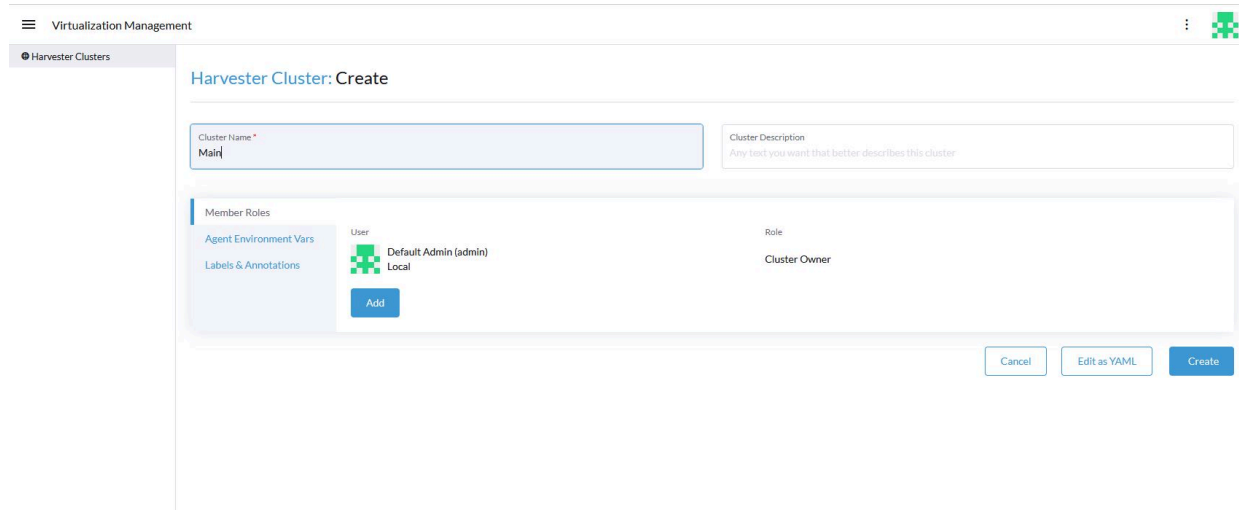 Virtualization Management
Harvester Clusters
Harvester Cluster: Create
Cluster Name *
Main
Cluster Description
Any text you want that better describes this cluster
Member Roles
Agent Environment Vars
Labels & Annotations
User
Role
Default Admin (admin)
Local
Cluster Owner
Add
Cancel
Edit as YAML
Create